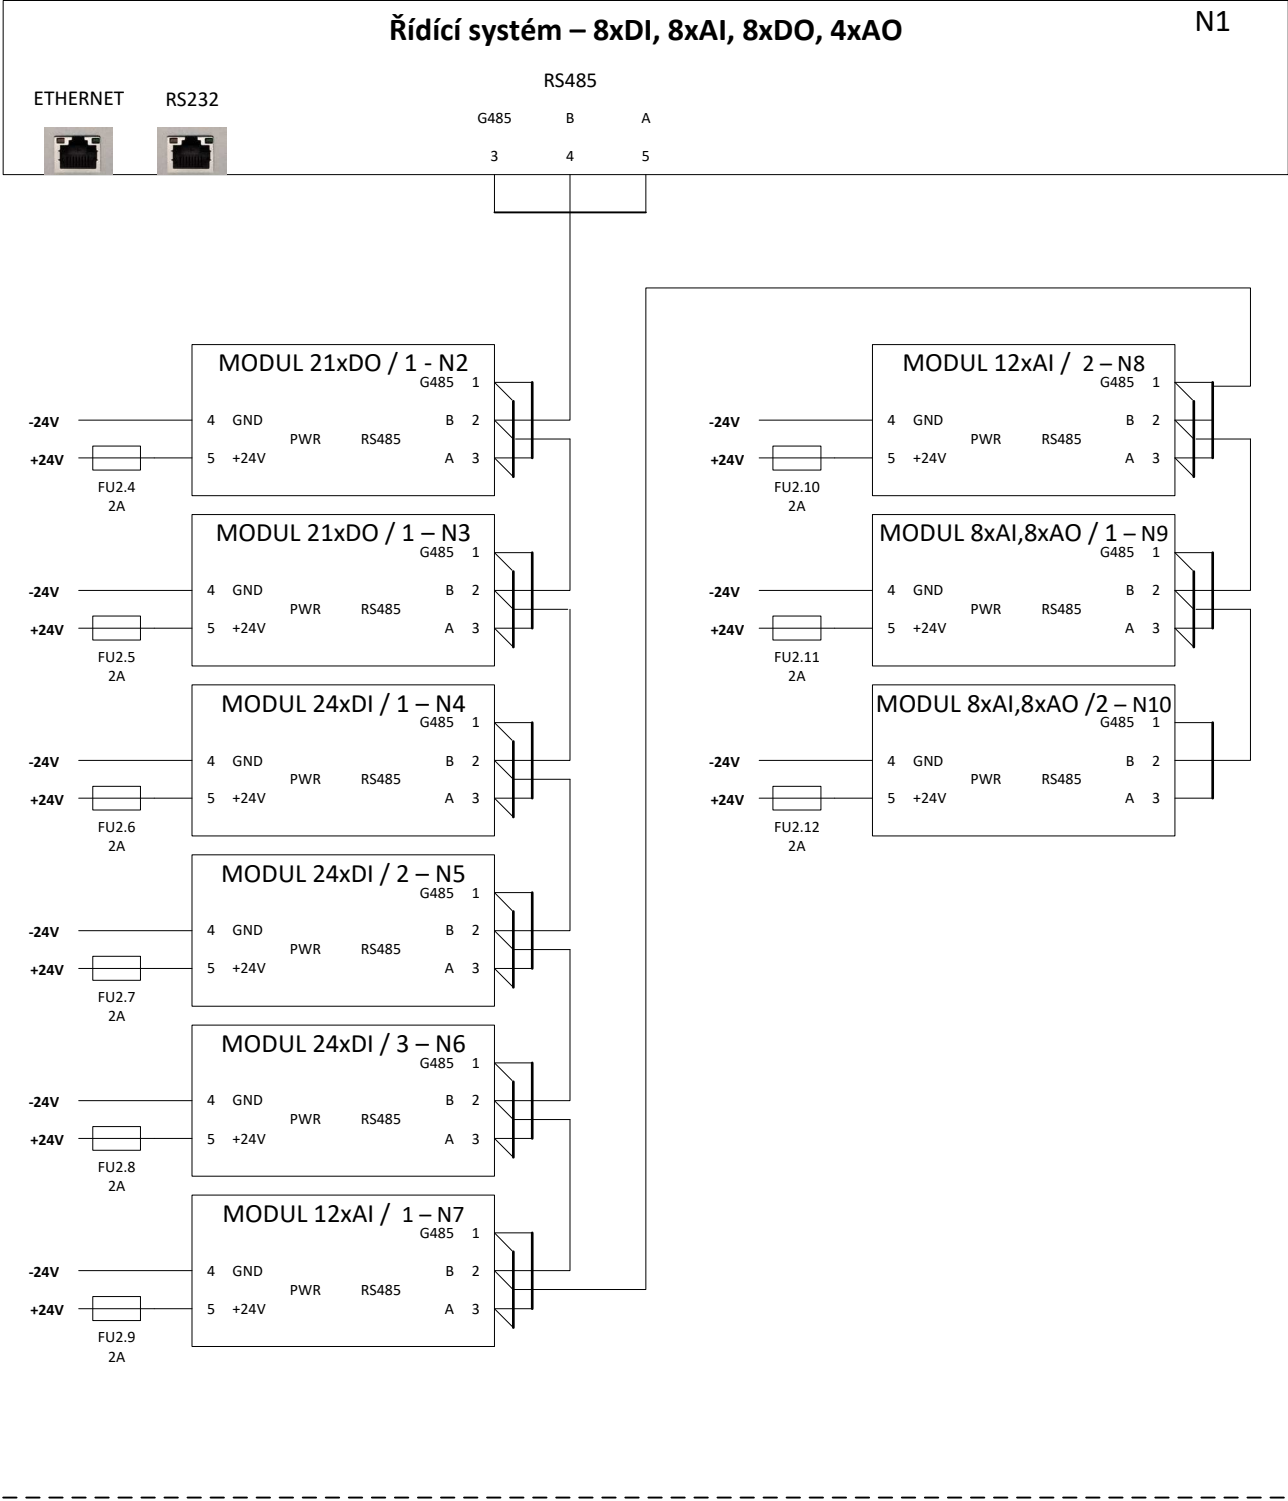 Řídící systém – 8xDI, 8xAI, 8xDO, 4xAO
N1
ETHERNET
RS232
RS485
G485 B A
3 4 5
MODUL 21xDO / 1 - N2
G485 1
-24V 4 GND B 2
PWR RS485
+24V 5 +24V A 3
FU2.4
2A
MODUL 21xDO / 1 – N3
G485 1
-24V 4 GND B 2
PWR RS485
+24V 5 +24V A 3
FU2.5
2A
MODUL 24xDI / 1 – N4
G485 1
-24V 4 GND B 2
PWR RS485
+24V 5 +24V A 3
FU2.6
2A
MODUL 24xDI / 2 – N5
G485 1
-24V 4 GND B 2
PWR RS485
+24V 5 +24V A 3
FU2.7
2A
MODUL 24xDI / 3 – N6
G485 1
-24V 4 GND B 2
PWR RS485
+24V 5 +24V A 3
FU2.8
2A
MODUL 12xAI / 1 – N7
G485 1
-24V 4 GND B 2
PWR RS485
+24V 5 +24V A 3
FU2.9
2A
MODUL 12xAI / 2 – N8
G485 1
-24V 4 GND B 2
PWR RS485
+24V 5 +24V A 3
FU2.10
2A
MODUL 8xAI,8xAO / 1 – N9
G485 1
-24V 4 GND B 2
PWR RS485
+24V 5 +24V A 3
FU2.11
2A
MODUL 8xAI,8xAO /2 – N10
G485 1
-24V 4 GND B 2
PWR RS485
+24V 5 +24V A 3
FU2.12
2A